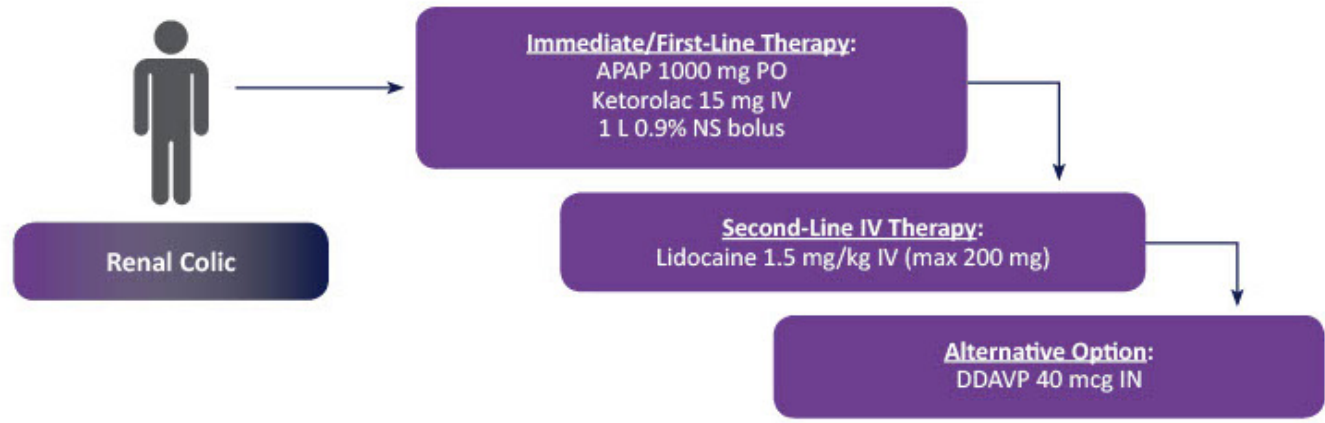 Immediate/First-Line Therapy:
APAP 1000 mg PO
Ketorolac 15 mg IV
1 L 0.9% NS bolus
Renal Colic
Second-Line IV Therapy:
Lidocaine 1.5 mg/kg IV (max 200 mg)
Alternative Option:
DDAVP 40 mcg IN